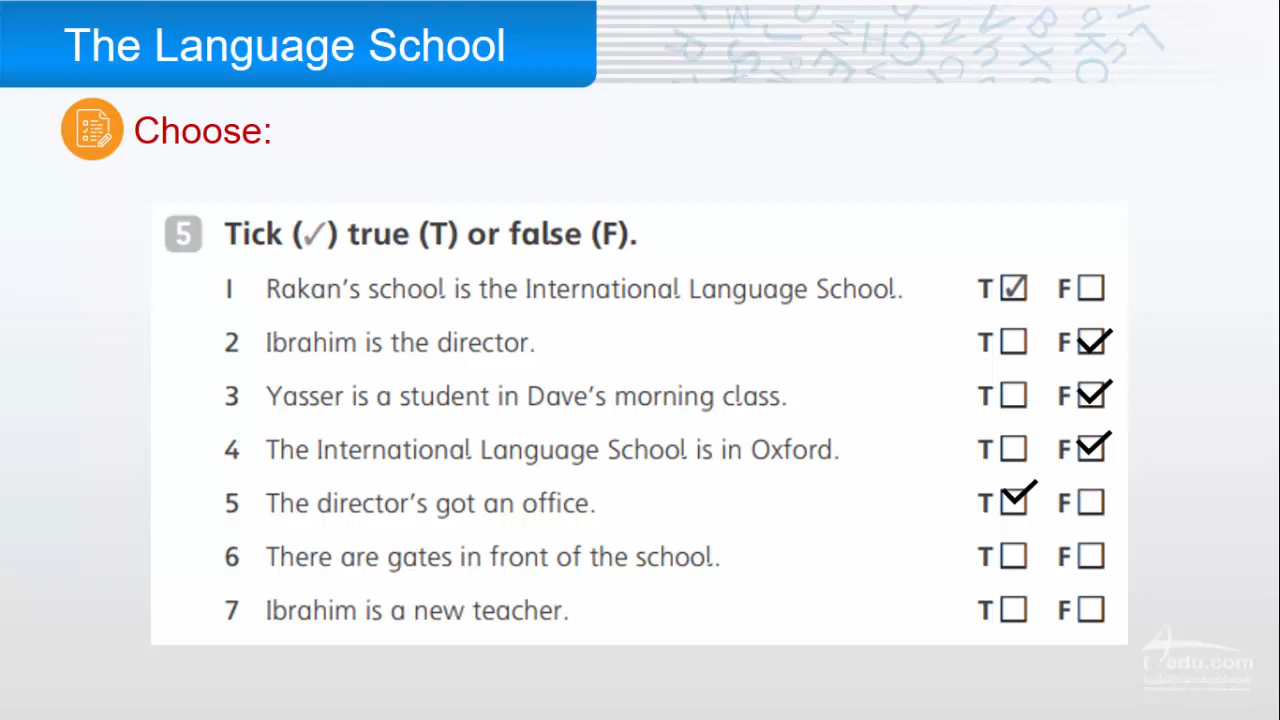 The Language School
Choose:
5 Tick (✓) true (T) or false (F).
1 Rakan's school is the International Language School. T ☑ F ☐
2 Ibrahim is the director. T ☐ F ☑
3 Yasser is a student in Dave's morning class. T ☐ F ☑
4 The International Language School is in Oxford. T ☐ F ☑
5 The director's got an office. T ☑ F ☐
6 There are gates in front of the school. T ☐ F ☐
7 Ibrahim is a new teacher. T ☐ F ☐